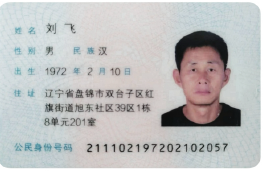 姓名 刘飞
性别 男 民族 汉
出生 1972 年 2 月 10 日
住址 辽宁省盘锦市双台子区红
旗街道旭东社区39区1栋
8单元201室
公民身份号码 211102197202102057